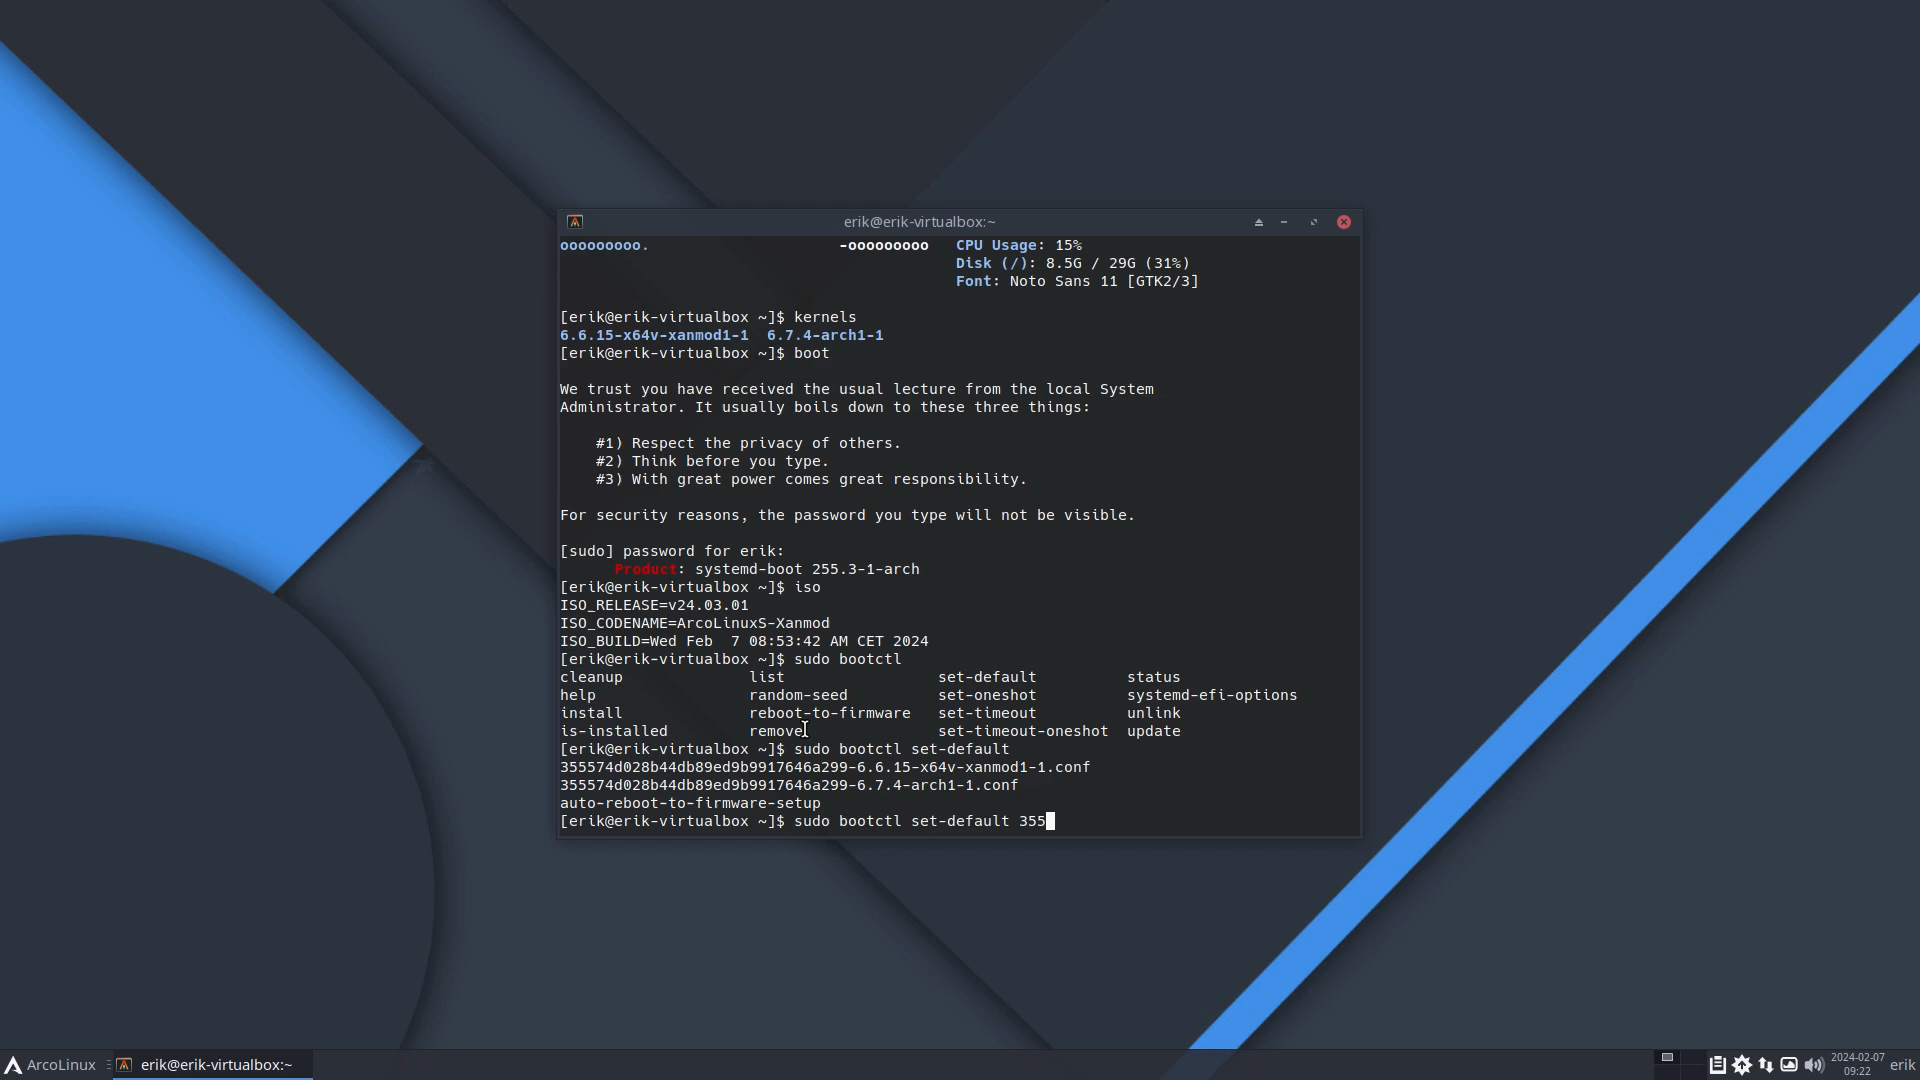 erik@erik-virtualbox:~
ooooooooo.                     -ooooooooo   CPU Usage: 15%
Disk (/): 8.5G / 29G (31%)
Font: Noto Sans 11 [GTK2/3]
[erik@erik-virtualbox ~]$ kernels
6.6.15-x64v-xanmod1-1  6.7.4-arch1-1
[erik@erik-virtualbox ~]$ boot
We trust you have received the usual lecture from the local System
Administrator. It usually boils down to these three things:
#1) Respect the privacy of others.
#2) Think before you type.
#3) With great power comes great responsibility.
For security reasons, the password you type will not be visible.
[sudo] password for erik:
Product: systemd-boot 255.3-1-arch
[erik@erik-virtualbox ~]$ iso
ISO_RELEASE=v24.03.01
ISO_CODENAME=ArcoLinuxS-Xanmod
ISO_BUILD=Wed Feb  7 08:53:42 AM CET 2024
[erik@erik-virtualbox ~]$ sudo bootctl
cleanup              list                 set-default          status
help                 random-seed          set-oneshot          systemd-efi-options
install              reboot-to-firmware   set-timeout          unlink
is-installed         remove               set-timeout-oneshot  update
[erik@erik-virtualbox ~]$ sudo bootctl set-default
355574d028b44db89ed9b9917646a299-6.6.15-x64v-xanmod1-1.conf
355574d028b44db89ed9b9917646a299-6.7.4-arch1-1.conf
auto-reboot-to-firmware-setup
[erik@erik-virtualbox ~]$ sudo bootctl set-default 355
ArcoLinux
erik@erik-virtualbox:~
2024-02-07
09:22
erik